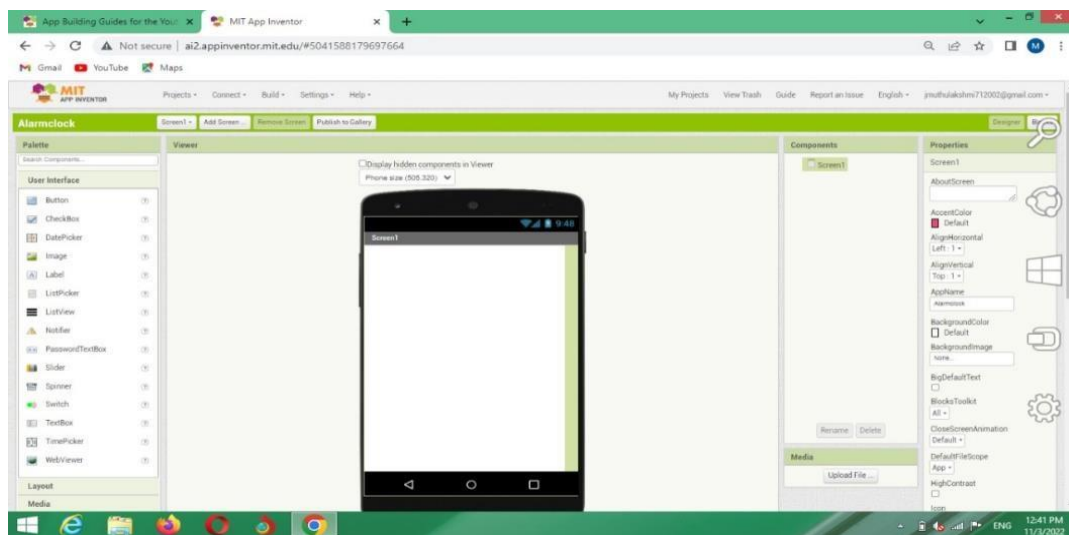 App Building Guides for the You
MIT App Inventor
Not secure | ai2.appinventor.mit.edu/#5041588179697664
M
Gmail YouTube Maps
MIT
APP INVENTOR
Projects Connect Build Settings Help
My Projects View Trash Guide Report an Issue English jmuthulakshmi712002@gmail.com
Alarmclock
Screen1 Add Screen ... Remove Screen Publish to Gallery
Designer
Palette
Search Components...
User Interface
Button
CheckBox
DatePicker
Image
Label
ListPicker
ListView
Notifier
PasswordTextBox
Slider
Spinner
Switch
TextBox
TimePicker
WebViewer
Layout
Media
Viewer
Display hidden components in Viewer
Phone size (505,320)
9:48
Screen1
Components
Screen1
Rename Delete
Media
Upload File ...
Properties
Screen1
AboutScreen
AccentColor
Default
AlignHorizontal
Left : 1
AlignVertical
Top : 1
AppName
Alarmclock
BackgroundColor
Default
BackgroundImage
None...
BigDefaultText
BlocksToolkit
All
CloseScreenAnimation
Default
DefaultFileScope
App
HighContrast
Icon
ENG
12:41 PM
11/3/2022